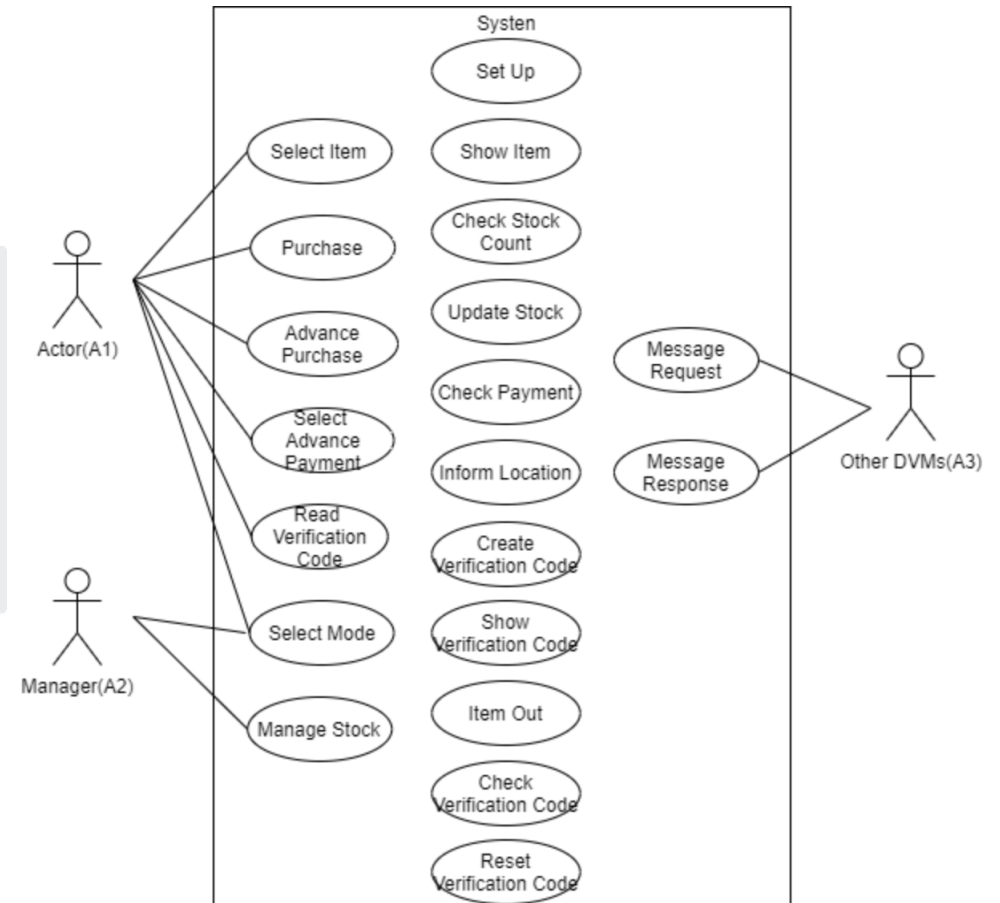 Systen
Set Up
Select Item
Show Item
Purchase
Check Stock
Count
Actor(A1)
Advance
Purchase
Update Stock
Message
Request
Check Payment
Select
Advance
Payment
Inform Location
Message
Response
Other DVMs(A3)
Read
Verification
Code
Create
Verification Code
Select Mode
Show
Verification Code
Manager(A2)
Manage Stock
Item Out
Check
Verification Code
Reset
Verification Code